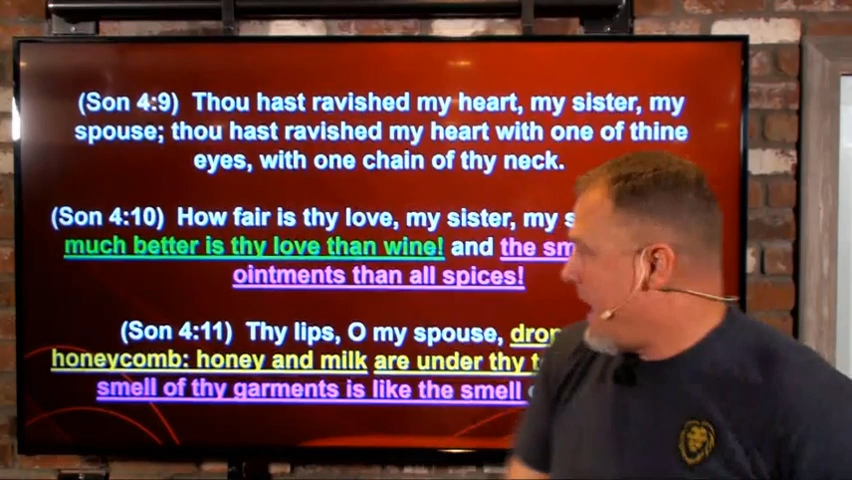 (Son 4:9) Thou hast ravished my heart, my sister, my
spouse; thou hast ravished my heart with one of thine
eyes, with one chain of thy neck.
(Son 4:10) How fair is thy love, my sister, my
much better is thy love than wine! and the
ointments than all spices!
(Son 4:11) Thy lips, O my spouse,
honeycomb: honey and milk are under thy
smell of thy garments is like the smell